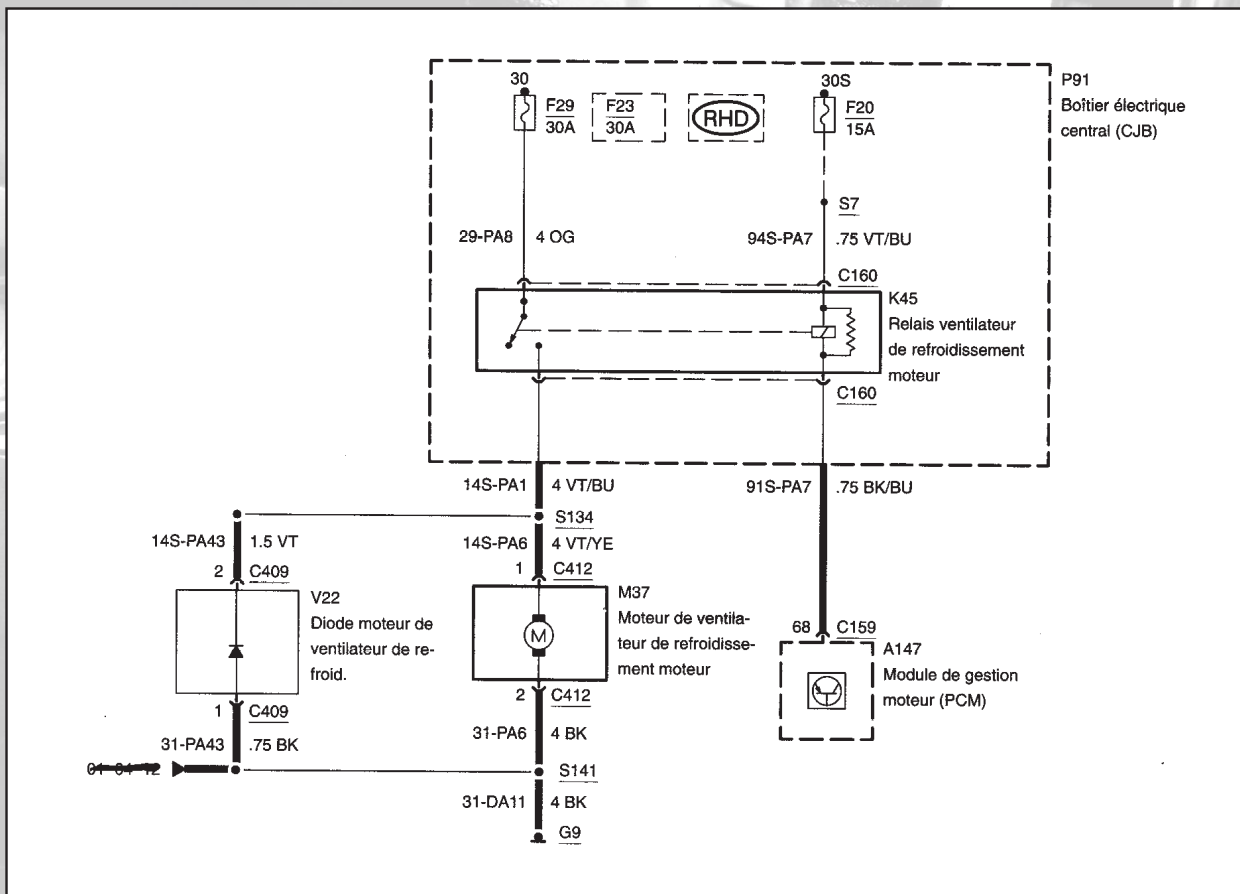 30
F29
30A
F23
30A
RHD
30S
F20
15A
P91
Boîtier électrique
central (CJB)
S7
29-PA8 4 OG
94S-PA7 .75 VT/BU
C160
K45
Relais ventilateur
de refroidissement
moteur
C160
14S-PA1 4 VT/BU
91S-PA7 .75 BK/BU
S134
14S-PA43 1.5 VT
14S-PA6 4 VT/YE
2 C409
1 C412
V22
Diode moteur de
ventilateur de re-
froid.
M37
Moteur de ventila-
teur de refroidisse-
ment moteur
M
68 C159
A147
Module de gestion
moteur (PCM)
1 C409
2 C412
31-PA43 .75 BK
31-PA6 4 BK
01-04-12
S141
31-DA11 4 BK
G9